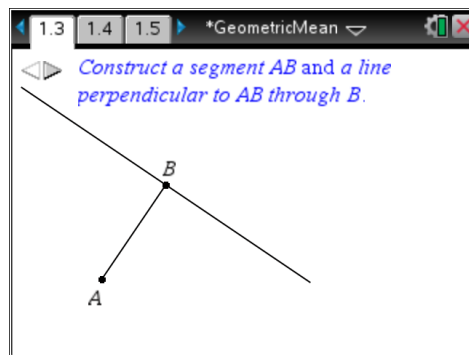 1.3 1.4 1.5 *GeometricMean
Construct a segment AB and a line
perpendicular to AB through B.
B
A